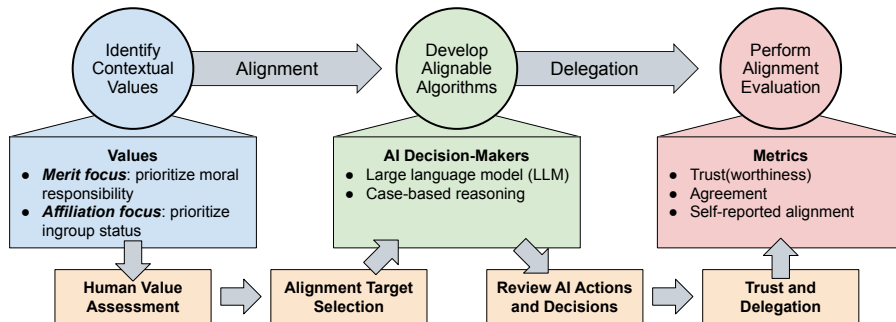 Identify
Contextual
Values
Alignment
Develop
Alignable
Algorithms
Delegation
Perform
Alignment
Evaluation
Values
● Merit focus: prioritize moral
responsibility
● Affiliation focus: prioritize
ingroup status
AI Decision-Makers
● Large language model (LLM)
● Case-based reasoning
Metrics
● Trust(worthiness)
● Agreement
● Self-reported alignment
Human Value
Assessment
Alignment Target
Selection
Review AI Actions
and Decisions
Trust and
Delegation